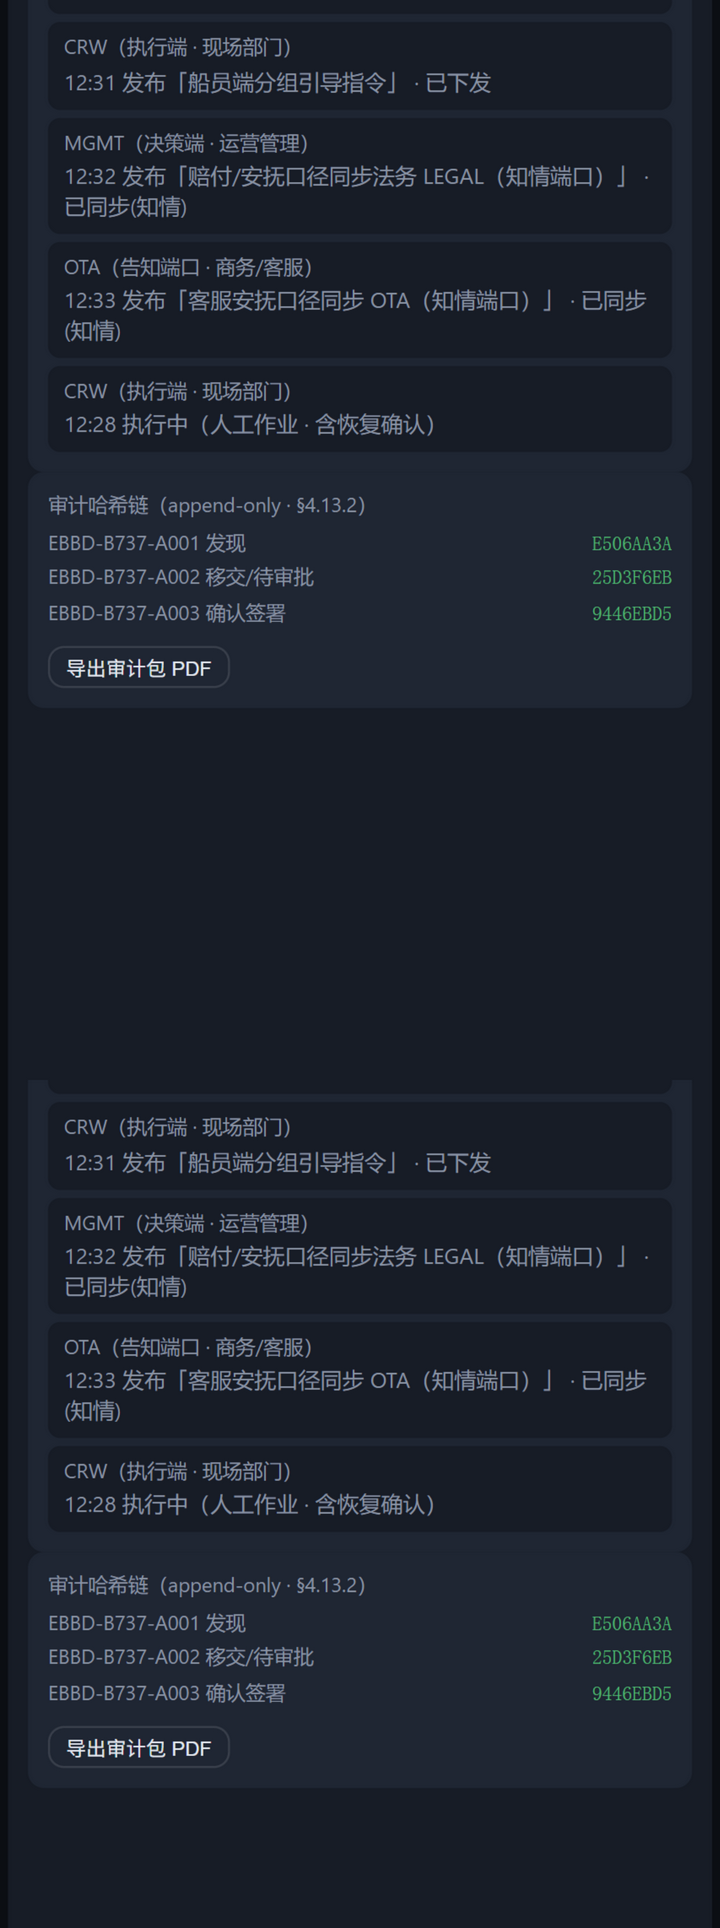 CRW（执行端 · 现场部门）
12:31 发布「船员端分组引导指令」 · 已下发
MGMT（决策端 · 运营管理）
12:32 发布「赔付/安抚口径同步法务 LEGAL（知情端口）」 ·
已同步(知情)
OTA（告知端口 · 商务/客服）
12:33 发布「客服安抚口径同步 OTA（知情端口）」 · 已同步
(知情)
CRW（执行端 · 现场部门）
12:28 执行中（人工作业 · 含恢复确认）
审计哈希链（append-only · §4.13.2）
EBBD-B737-A001 发现 E506AA3A
EBBD-B737-A002 移交/待审批 25D3F6EB
EBBD-B737-A003 确认签署 9446EBD5
导出审计包 PDF
CRW（执行端 · 现场部门）
12:31 发布「船员端分组引导指令」 · 已下发
MGMT（决策端 · 运营管理）
12:32 发布「赔付/安抚口径同步法务 LEGAL（知情端口）」 ·
已同步(知情)
OTA（告知端口 · 商务/客服）
12:33 发布「客服安抚口径同步 OTA（知情端口）」 · 已同步
(知情)
CRW（执行端 · 现场部门）
12:28 执行中（人工作业 · 含恢复确认）
审计哈希链（append-only · §4.13.2）
EBBD-B737-A001 发现 E506AA3A
EBBD-B737-A002 移交/待审批 25D3F6EB
EBBD-B737-A003 确认签署 9446EBD5
导出审计包 PDF